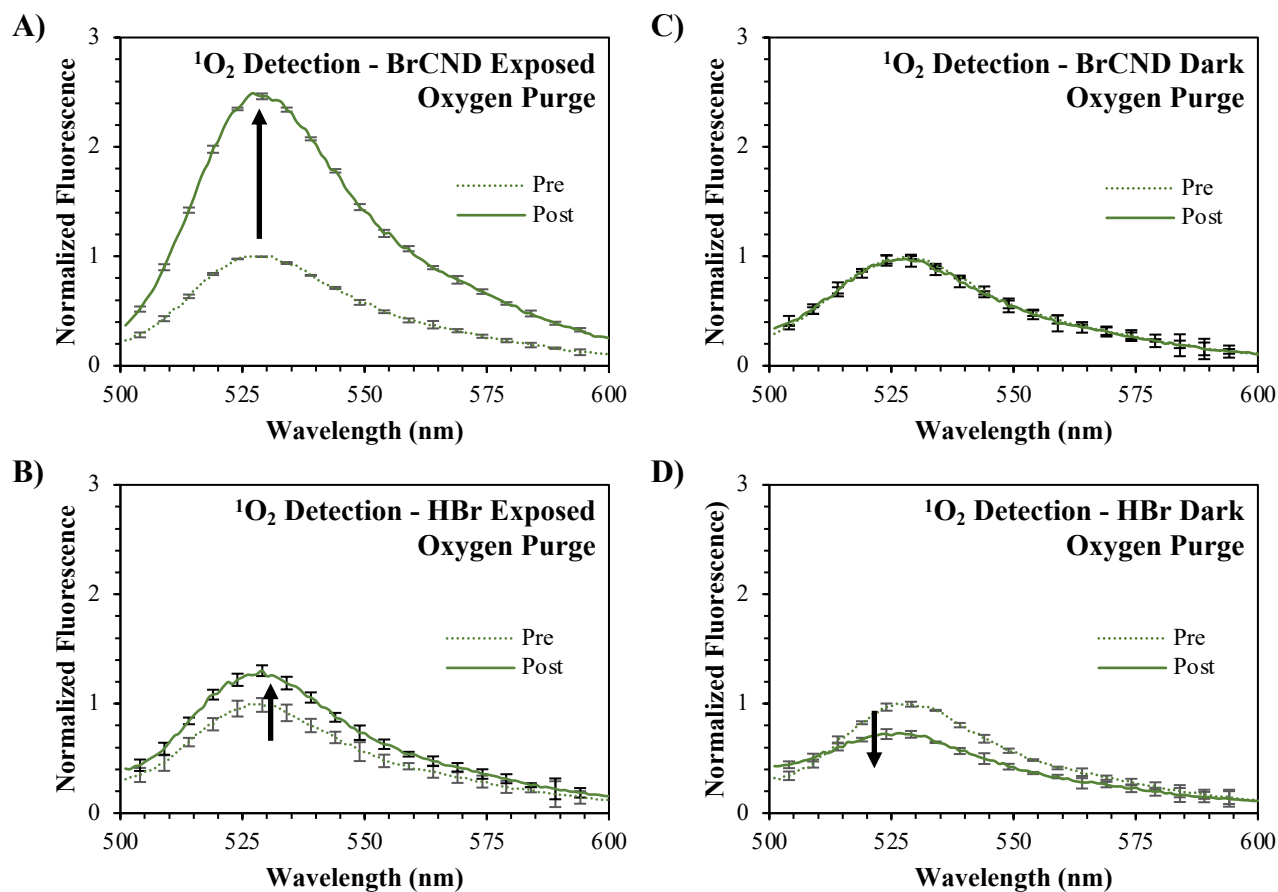 A)
¹O₂ Detection - BrCND Exposed
Oxygen Purge
Pre
Post
Normalized Fluorescence
3
2
1
0
500
525
550
575
600
Wavelength (nm)
C)
¹O₂ Detection - BrCND Dark
Oxygen Purge
Pre
Post
Normalized Fluorescence
3
2
1
0
500
525
550
575
600
Wavelength (nm)
B)
¹O₂ Detection - HBr Exposed
Oxygen Purge
Pre
Post
Normalized Fluorescence
3
2
1
0
500
525
550
575
600
Wavelength (nm)
D)
¹O₂ Detection - HBr Dark
Oxygen Purge
Pre
Post
Normalized Fluorescence)
3
2
1
0
500
525
550
575
600
Wavelength (nm)